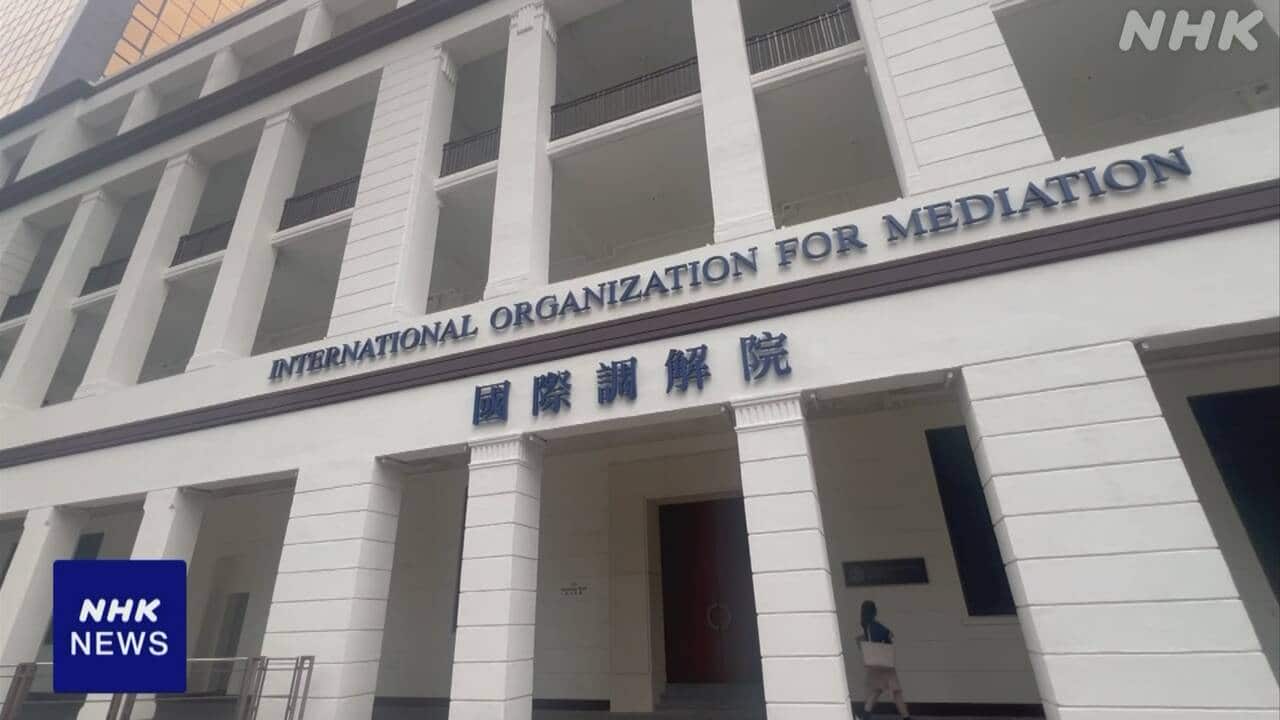 NHK
INTERNATIONAL ORGANIZATION FOR MEDIATION
國際調解院
NHK
NEWS